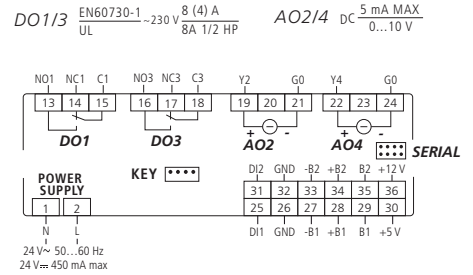 DO1/3 EN60730-1 UL ~230 V 8 (4) A 8A 1/2 HP AO2/4 DC 5 mA MAX 0...10 V
NO1 NC1 C1 NO3 NC3 C3 Y2 G0 Y4 G0
13 14 15 16 17 18 19 20 21 22 23 24
DO1 DO3 + - AO2 + - AO4
SERIAL
KEY
DI2 GND -B2 +B2 B2 +12 V
31 32 33 34 35 36
25 26 27 28 29 30
DI1 GND -B1 +B1 B1 +5 V
POWER
SUPPLY
1 2
N L
24 V~ 50...60 Hz
24 V⎓ 450 mA max